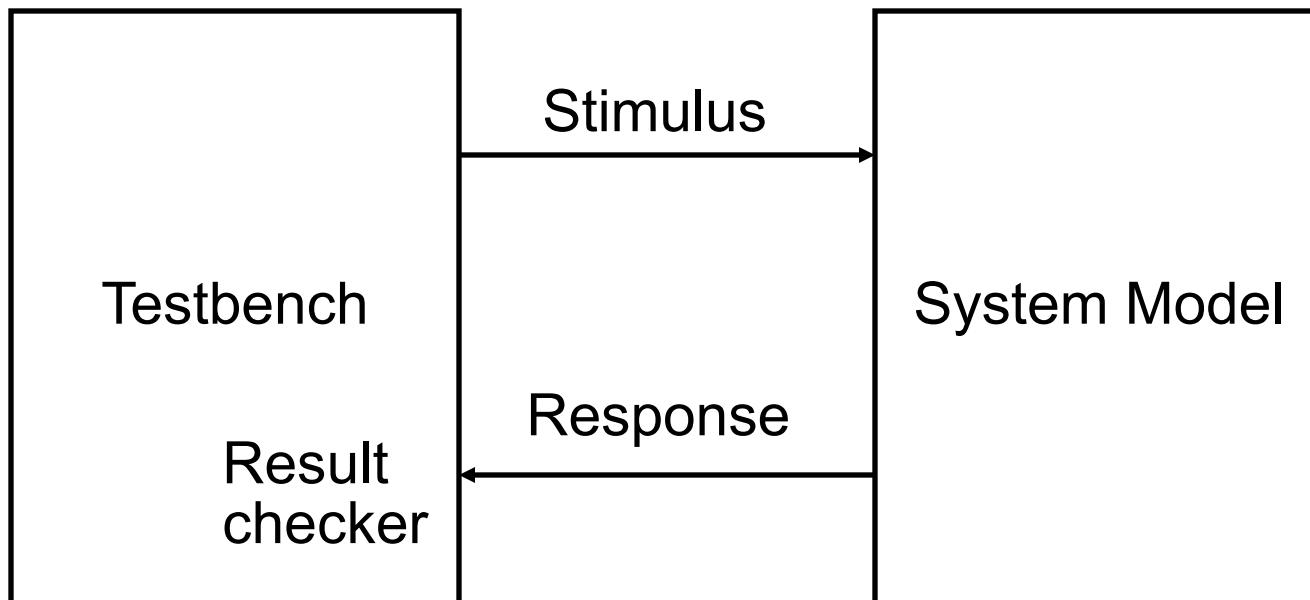 Stimulus
Testbench
System Model
Response
Result
checker